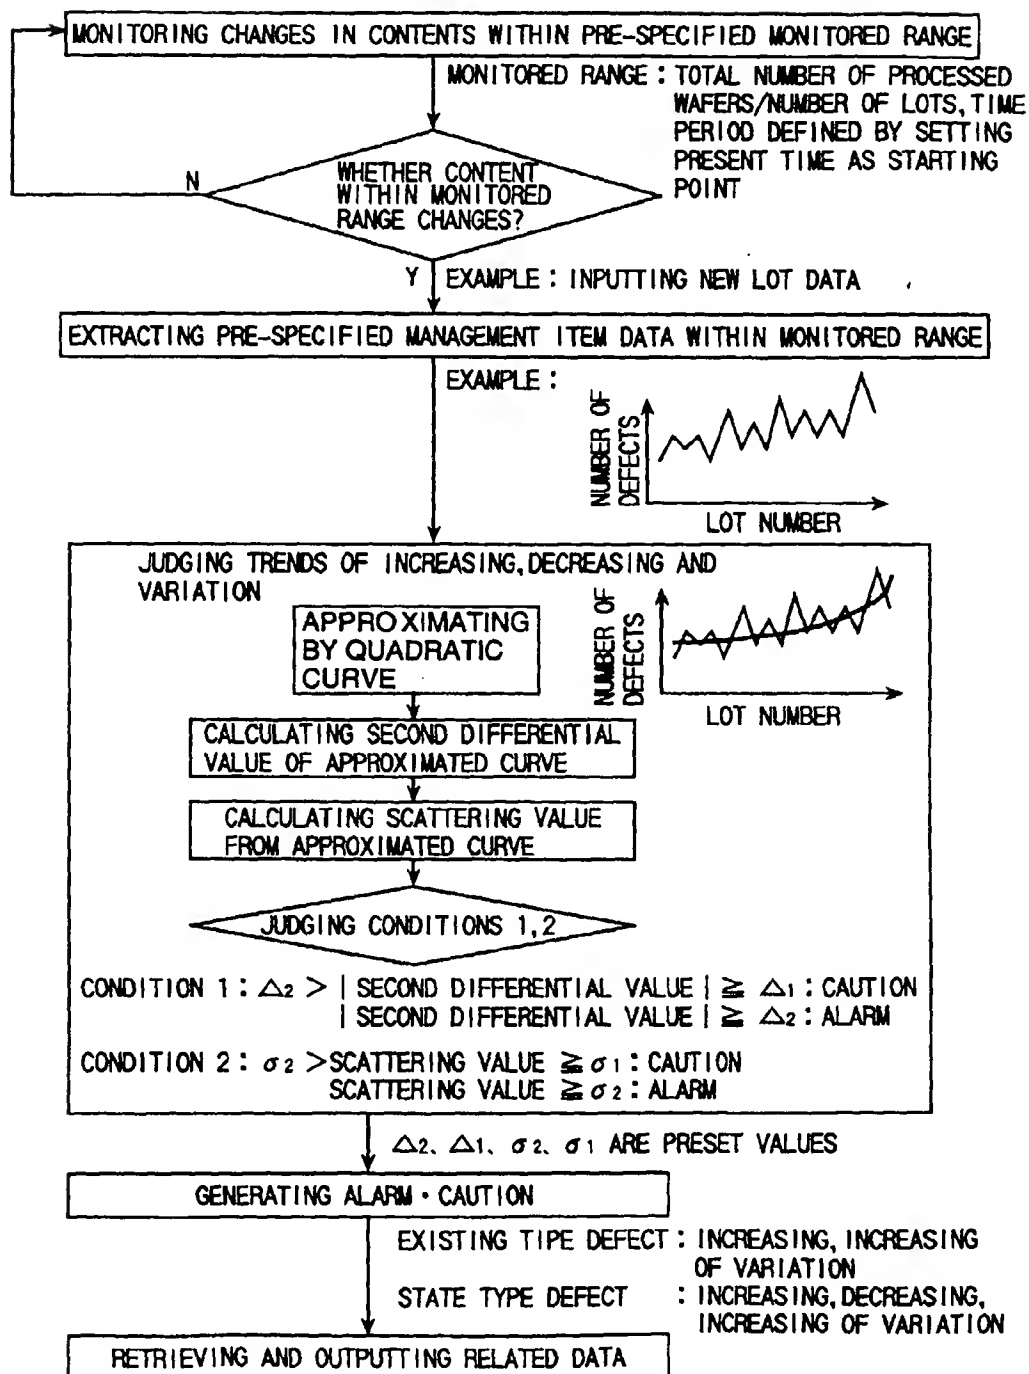 MONITORING CHANGES IN CONTENTS WITHIN PRE-SPECIFIED MONITORED RANGE
MONITORED RANGE : TOTAL NUMBER OF PROCESSED
WAFERS/NUMBER OF LOTS, TIME
PERIOD DEFINED BY SETTING
PRESENT TIME AS STARTING
POINT
WHETHER CONTENT
WITHIN MONITORED
RANGE CHANGES?
N
Y
EXAMPLE : INPUTTING NEW LOT DATA
EXTRACTING PRE-SPECIFIED MANAGEMENT ITEM DATA WITHIN MONITORED RANGE
EXAMPLE :
NUMBER OF
DEFECTS
LOT NUMBER
JUDGING TRENDS OF INCREASING, DECREASING AND
VARIATION
APPROXIMATING
BY QUADRATIC
CURVE
NUMBER OF
DEFECTS
LOT NUMBER
CALCULATING SECOND DIFFERENTIAL
VALUE OF APPROXIMATED CURVE
CALCULATING SCATTERING VALUE
FROM APPROXIMATED CURVE
JUDGING CONDITIONS 1, 2
CONDITION 1 : △2 > | SECOND DIFFERENTIAL VALUE | ≧ △1 : CAUTION
| SECOND DIFFERENTIAL VALUE | ≧ △2 : ALARM
CONDITION 2 : σ2 > SCATTERING VALUE ≧ σ1 : CAUTION
SCATTERING VALUE ≧ σ2 : ALARM
△2、△1、σ2、σ1 ARE PRESET VALUES
GENERATING ALARM・CAUTION
EXISTING TIPE DEFECT : INCREASING, INCREASING
OF VARIATION
STATE TYPE DEFECT : INCREASING, DECREASING,
INCREASING OF VARIATION
RETRIEVING AND OUTPUTTING RELATED DATA